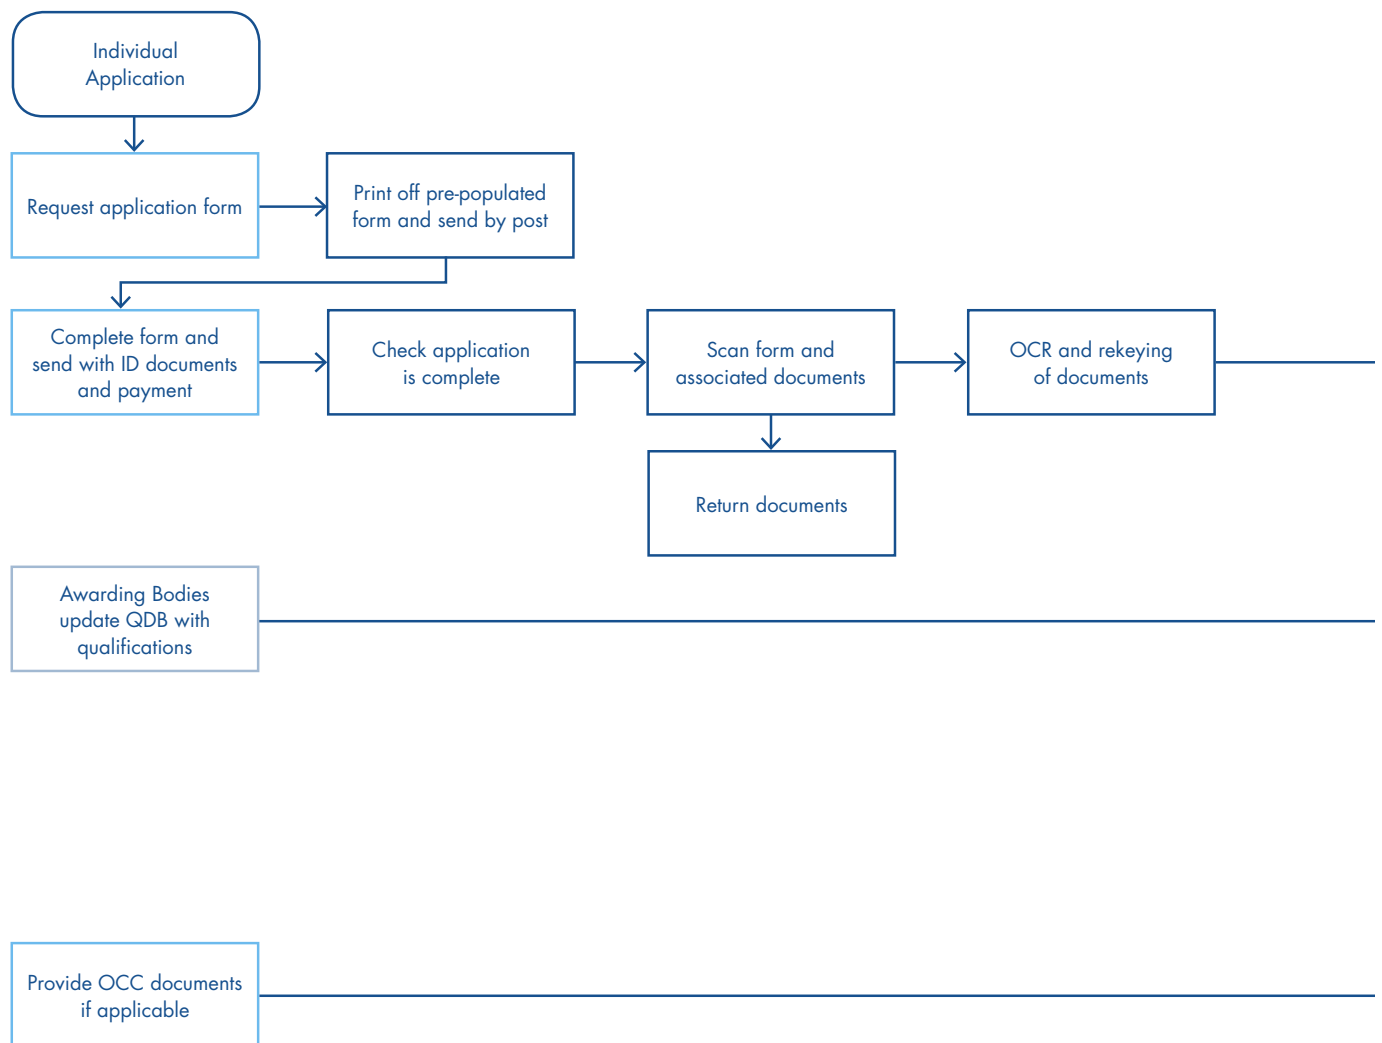 Individual
Application
Request application form
Print off pre-populated
form and send by post
Complete form and
send with ID documents
and payment
Check application
is complete
Scan form and
associated documents
OCR and rekeying
of documents
Return documents
Awarding Bodies
update QDB with
qualifications
Provide OCC documents
if applicable